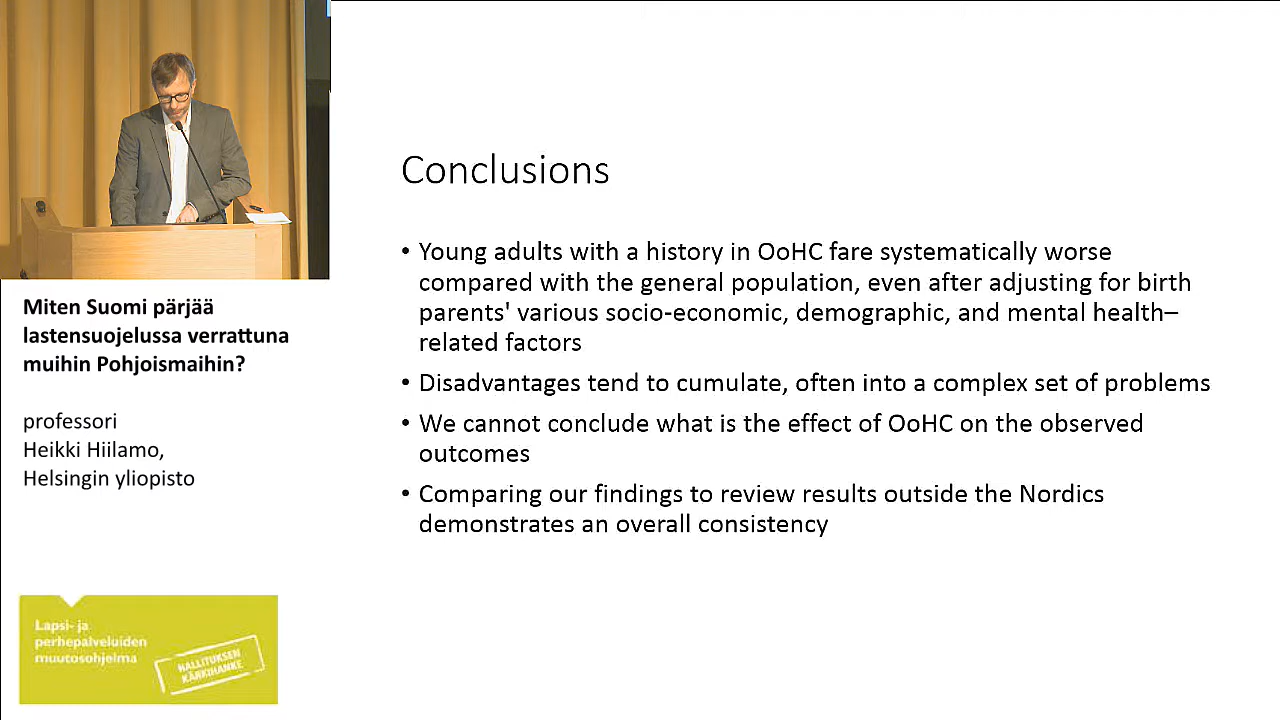 Conclusions
• Young adults with a history in OoHC fare systematically worse
compared with the general population, even after adjusting for birth
parents' various socio-economic, demographic, and mental health–
related factors
• Disadvantages tend to cumulate, often into a complex set of problems
• We cannot conclude what is the effect of OoHC on the observed
outcomes
• Comparing our findings to review results outside the Nordics
demonstrates an overall consistency
Miten Suomi pärjää
lastensuojelussa verrattuna
muihin Pohjoismaihin?
professori
Heikki Hiilamo,
Helsingin yliopisto
Lapsi- ja
perhepalveluiden
muutosohjelma
HALLITUKSEN
KÄRKIHANKE